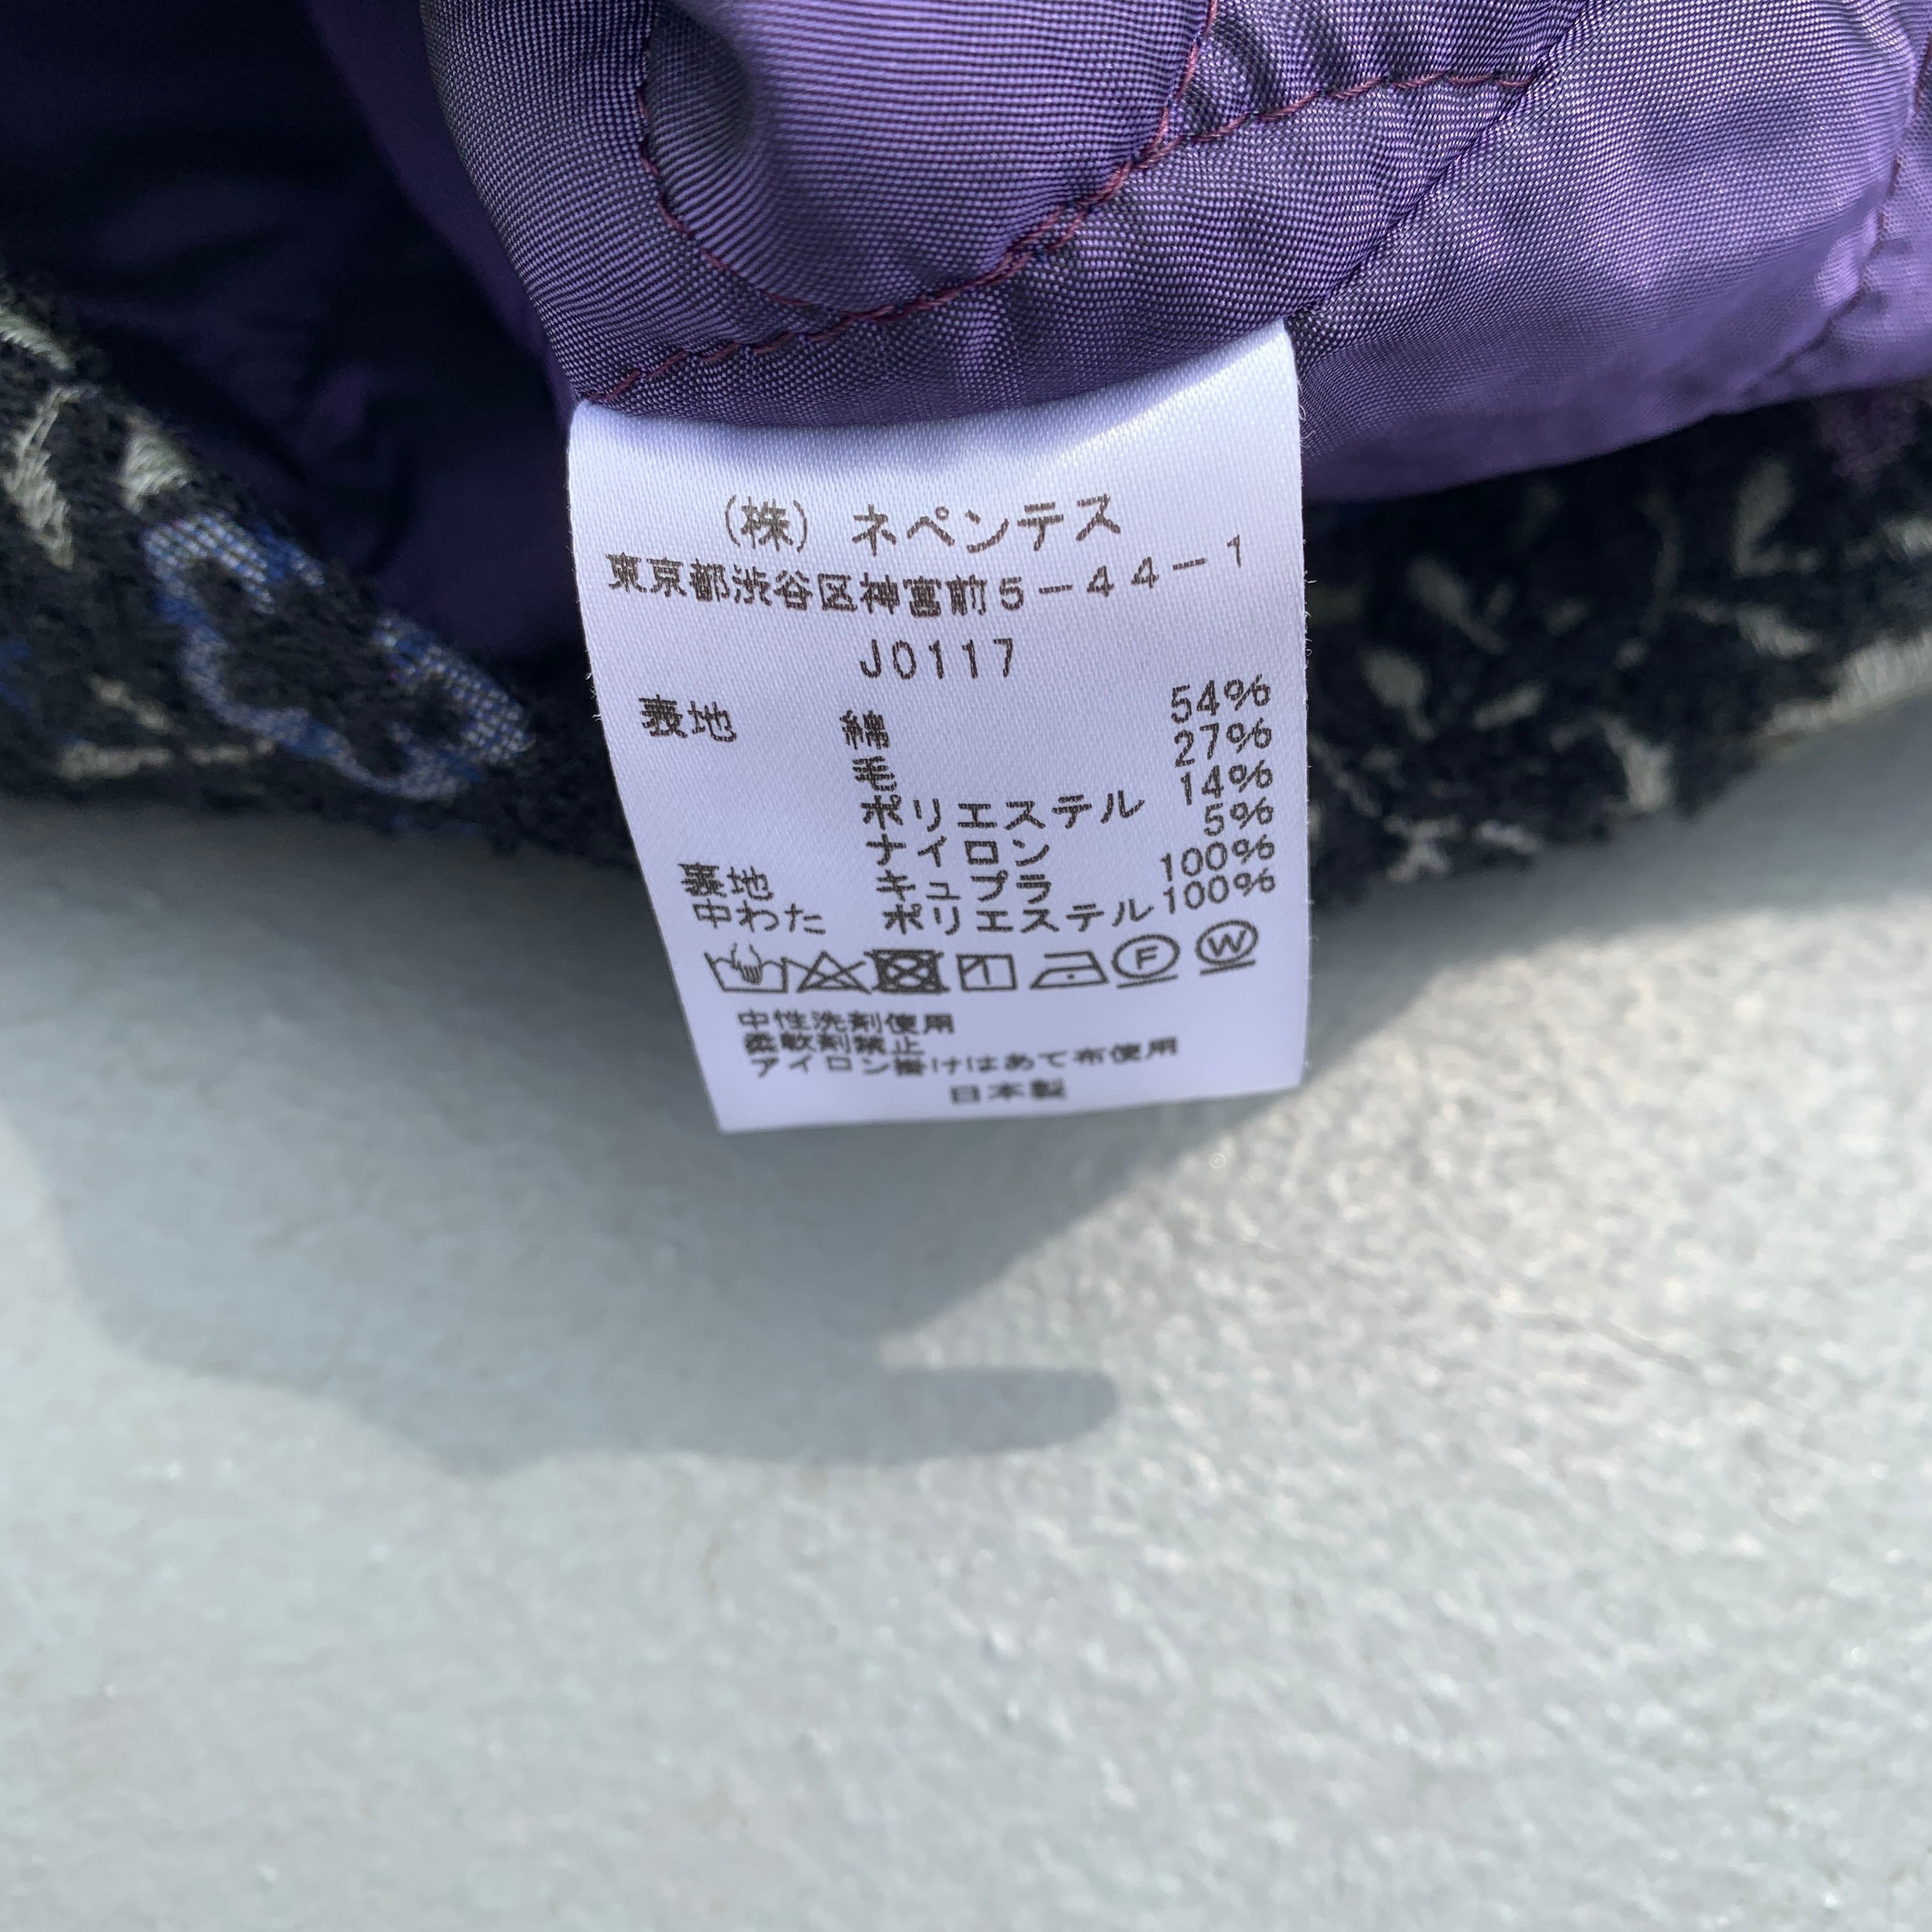 (株) ネペンテス
東京都渋谷区神宮前5-44-1
J0117
表地 綿 54%
毛 27%
ポリエステル 14%
ナイロン 5%
裏地 キュプラ 100%
中わた ポリエステル 100%
F W
中性洗剤使用
柔軟剤禁止
アイロン掛けはあて布使用
日本製